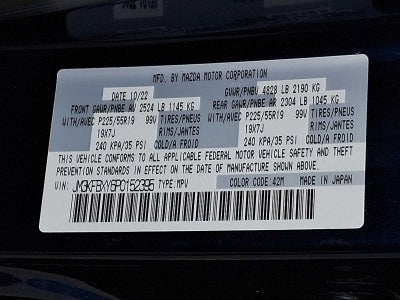 MFD. BY MAZDA MOTOR CORPORATION
DATE 10/22 GVWR/PNBV 4828 LB 2190 KG
FRONT GAWR/PNBE AV 2524 LB 1145 KG REAR GAWR/PNBE AR 2304 LB 1045 KG
WITH/AVEC P225/55R19 99V TIRES/PNEUS WITH/AVEC P225/55R19 99V TIRES/PNEUS
19X7J RIMS/JANTES 19X7J RIMS/JANTES
240 KPA/35 PSI COLD/A FROID 240 KPA/35 PSI COLD/A FROID
THIS VEHICLE CONFORMS TO ALL APPLICABLE FEDERAL MOTOR VEHICLE SAFETY AND THEFT
PREVENTION STANDARDS IN EFFECT ON THE DATE OF MANUFACTURE SHOWN ABOVE.
VIN: JM3KFBXY6P0152395 TYPE:MPV COLOR CODE:42M MADE IN JAPAN